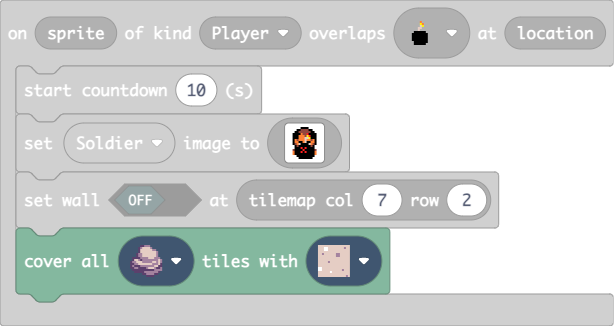 on sprite of kind Player overlaps at location
start countdown 10 (s)
set Soldier image to
set wall OFF at tilemap col 7 row 2
cover all tiles with